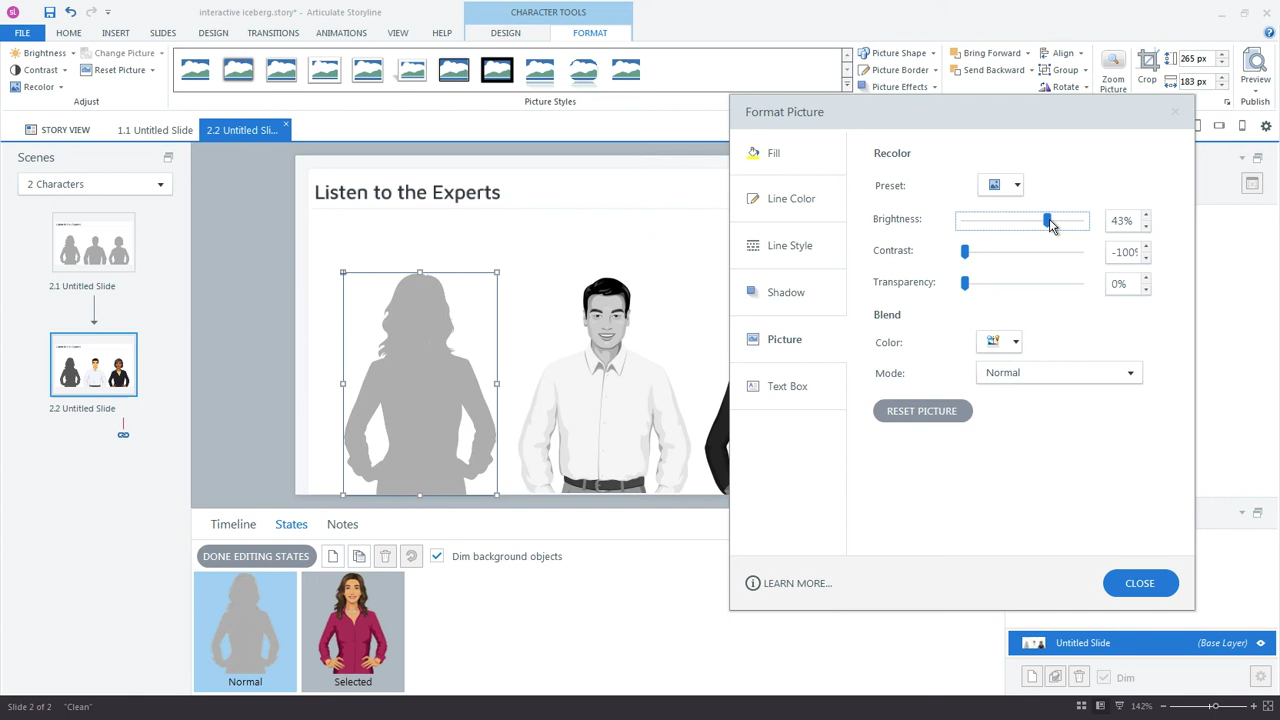 interactive iceberg.story* - Articulate Storyline
CHARACTER TOOLS
FILE HOME INSERT SLIDES DESIGN TRANSITIONS ANIMATIONS VIEW HELP DESIGN FORMAT
Brightness Change Picture Picture Shape Bring Forward Align 265 px
Contrast Reset Picture Picture Border Send Backward Group 183 px
Recolor Picture Effects Rotate
Zoom Picture Crop Preview
Adjust Picture Styles Publish
STORY VIEW 1.1 Untitled Slide 2.2 Untitled Sli...
Scenes
2 Characters
2.1 Untitled Slide
2.2 Untitled Slide
Listen to the Experts
Format Picture
Fill
Line Color
Line Style
Shadow
Picture
Text Box
Recolor
Preset:
Brightness: 43%
Contrast: -100%
Transparency: 0%
Blend
Color:
Mode: Normal
RESET PICTURE
LEARN MORE...
CLOSE
Timeline States Notes
DONE EDITING STATES Dim background objects
Normal Selected
Untitled Slide (Base Layer)
Dim
Slide 2 of 2 "Clean" 142%